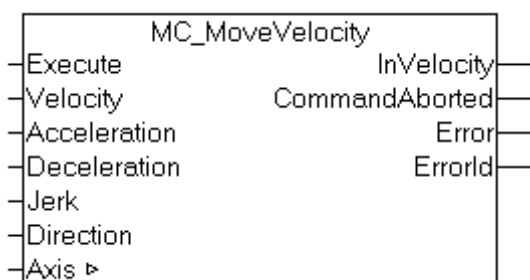 MC_MoveVelocity
Execute InVelocity
Velocity CommandAborted
Acceleration Error
Deceleration ErrorId
Jerk
Direction
Axis